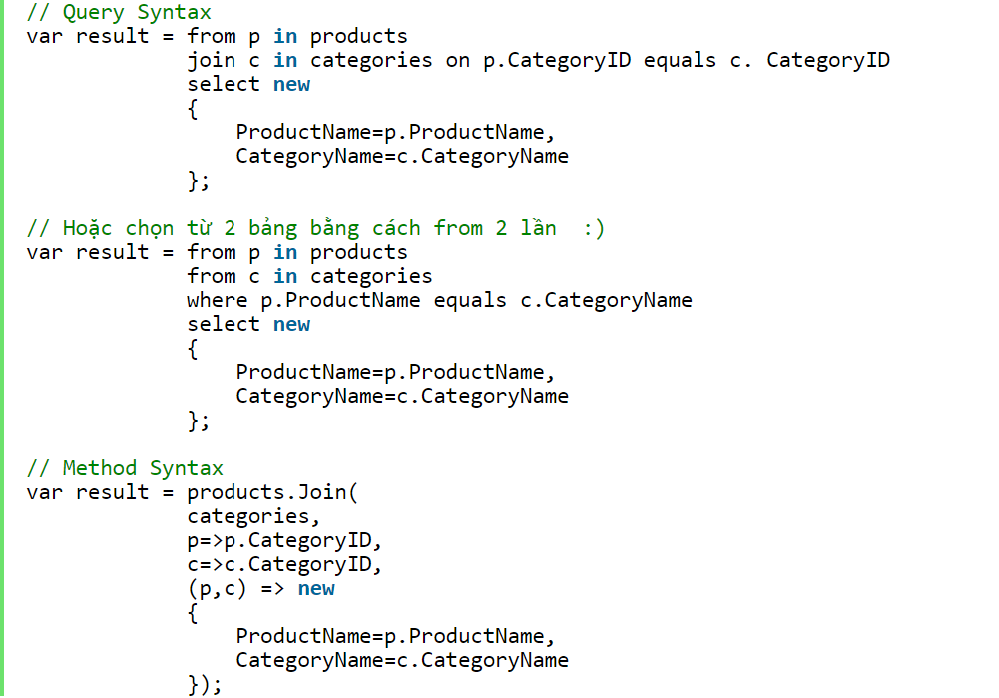 // Query Syntax
var result = from p in products
join c in categories on p.CategoryID equals c. CategoryID
select new
{
ProductName=p.ProductName,
CategoryName=c.CategoryName
};
// Hoặc chọn từ 2 bảng bằng cách from 2 lần :)
var result = from p in products
from c in categories
where p.ProductName equals c.CategoryName
select new
{
ProductName=p.ProductName,
CategoryName=c.CategoryName
};
// Method Syntax
var result = products.Join(
categories,
p=>p.CategoryID,
c=>c.CategoryID,
(p,c) => new
{
ProductName=p.ProductName,
CategoryName=c.CategoryName
});